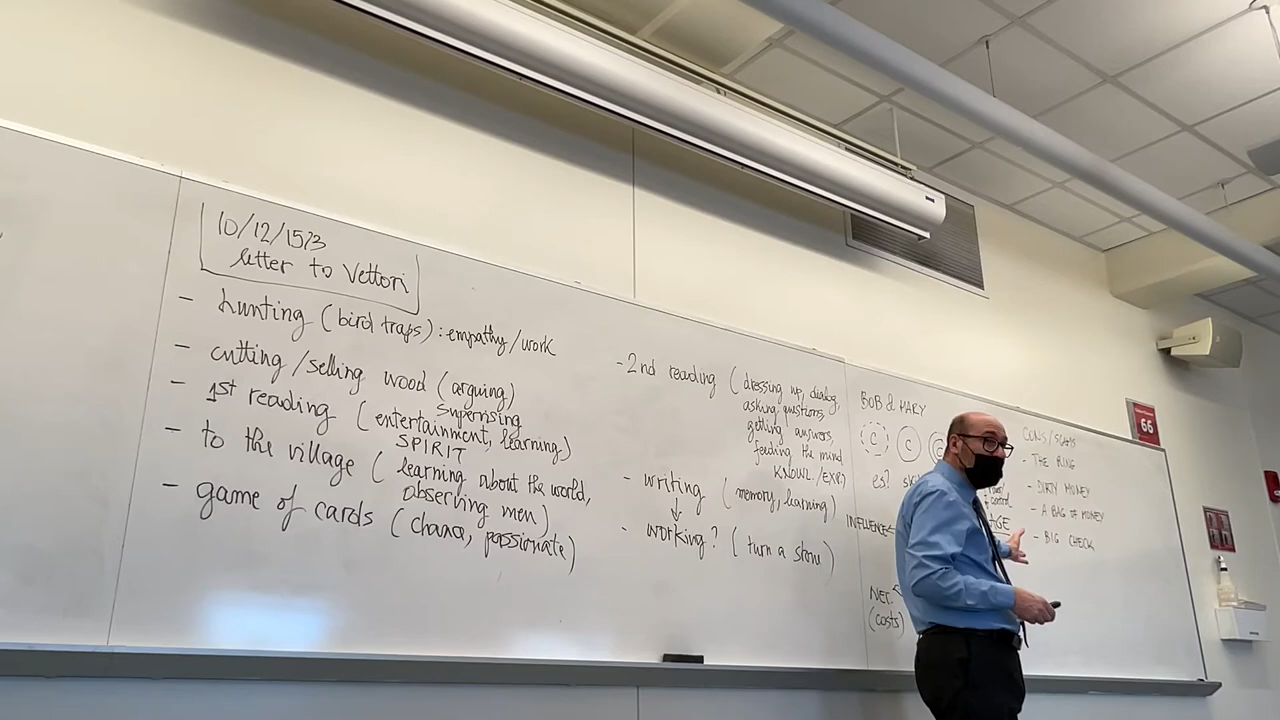 10/12/1513
letter to Vettori
- hunting (bird traps): empathy/work
- cutting/selling wood (arguing)
Supervising
- 1st reading (entertainment, learning)
SPIRIT
- to the village (learning about the world,
observing men)
- game of cards (chance, passionate)
- 2nd reading (dressing up, dialog,
asking questions,
getting answers,
feeding the mind
KNOWL./EXP)
- writing (memory, learning)
- working? (turn a stone)
BOB & MARY
C C C
es?
INFLUENCE
NET.
(costs)
CONS/SCAMS
- THE RING
- DIRTY MONEY
- A BAG OF MONEY
- BIG CHECK
66